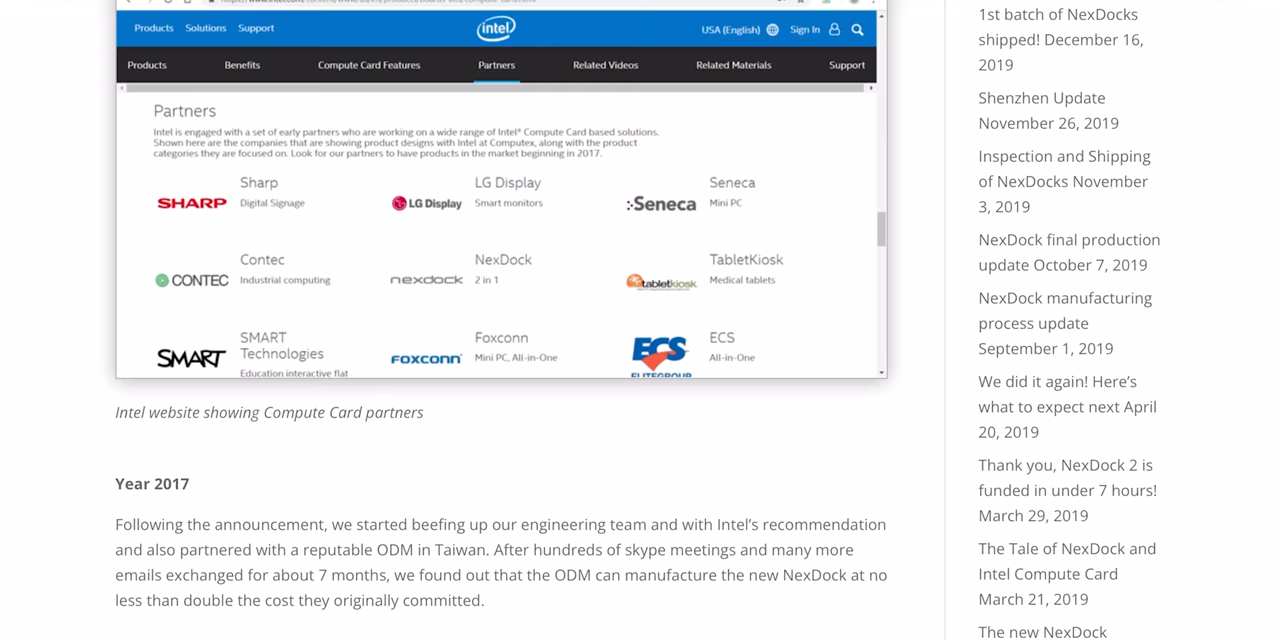 Products Solutions Support
intel
USA (English) Sign In
Products Benefits Compute Card Features Partners Related Videos Related Materials Support
Partners
Intel is engaged with a set of early partners who are working on a wide range of Intel® Compute Card based solutions.
Shown here are the companies that are showing product designs with Intel at Computex, along with the product
categories they are focused on. Look for our partners to have products in the market beginning in 2017.
SHARP
Sharp
Digital Signage
LG Display
LG Display
Smart monitors
Seneca
Seneca
Mini PC
CONTEC
Contec
Industrial computing
nexdock
NexDock
2 in 1
tabletkiosk
TabletKiosk
Medical tablets
SMART
SMART
Technologies
Education interactive flat
FOXCONN
Foxconn
Mini PC, All-in-One
ECS
ELITEGROUP
ECS
All-in-One
Intel website showing Compute Card partners
Year 2017
Following the announcement, we started beefing up our engineering team and with Intel’s recommendation
and also partnered with a reputable ODM in Taiwan. After hundreds of skype meetings and many more
emails exchanged for about 7 months, we found out that the ODM can manufacture the new NexDock at no
less than double the cost they originally committed.
1st batch of NexDocks
shipped! December 16,
2019
Shenzhen Update
November 26, 2019
Inspection and Shipping
of NexDocks November
3, 2019
NexDock final production
update October 7, 2019
NexDock manufacturing
process update
September 1, 2019
We did it again! Here’s
what to expect next April
20, 2019
Thank you, NexDock 2 is
funded in under 7 hours!
March 29, 2019
The Tale of NexDock and
Intel Compute Card
March 21, 2019
The new NexDock